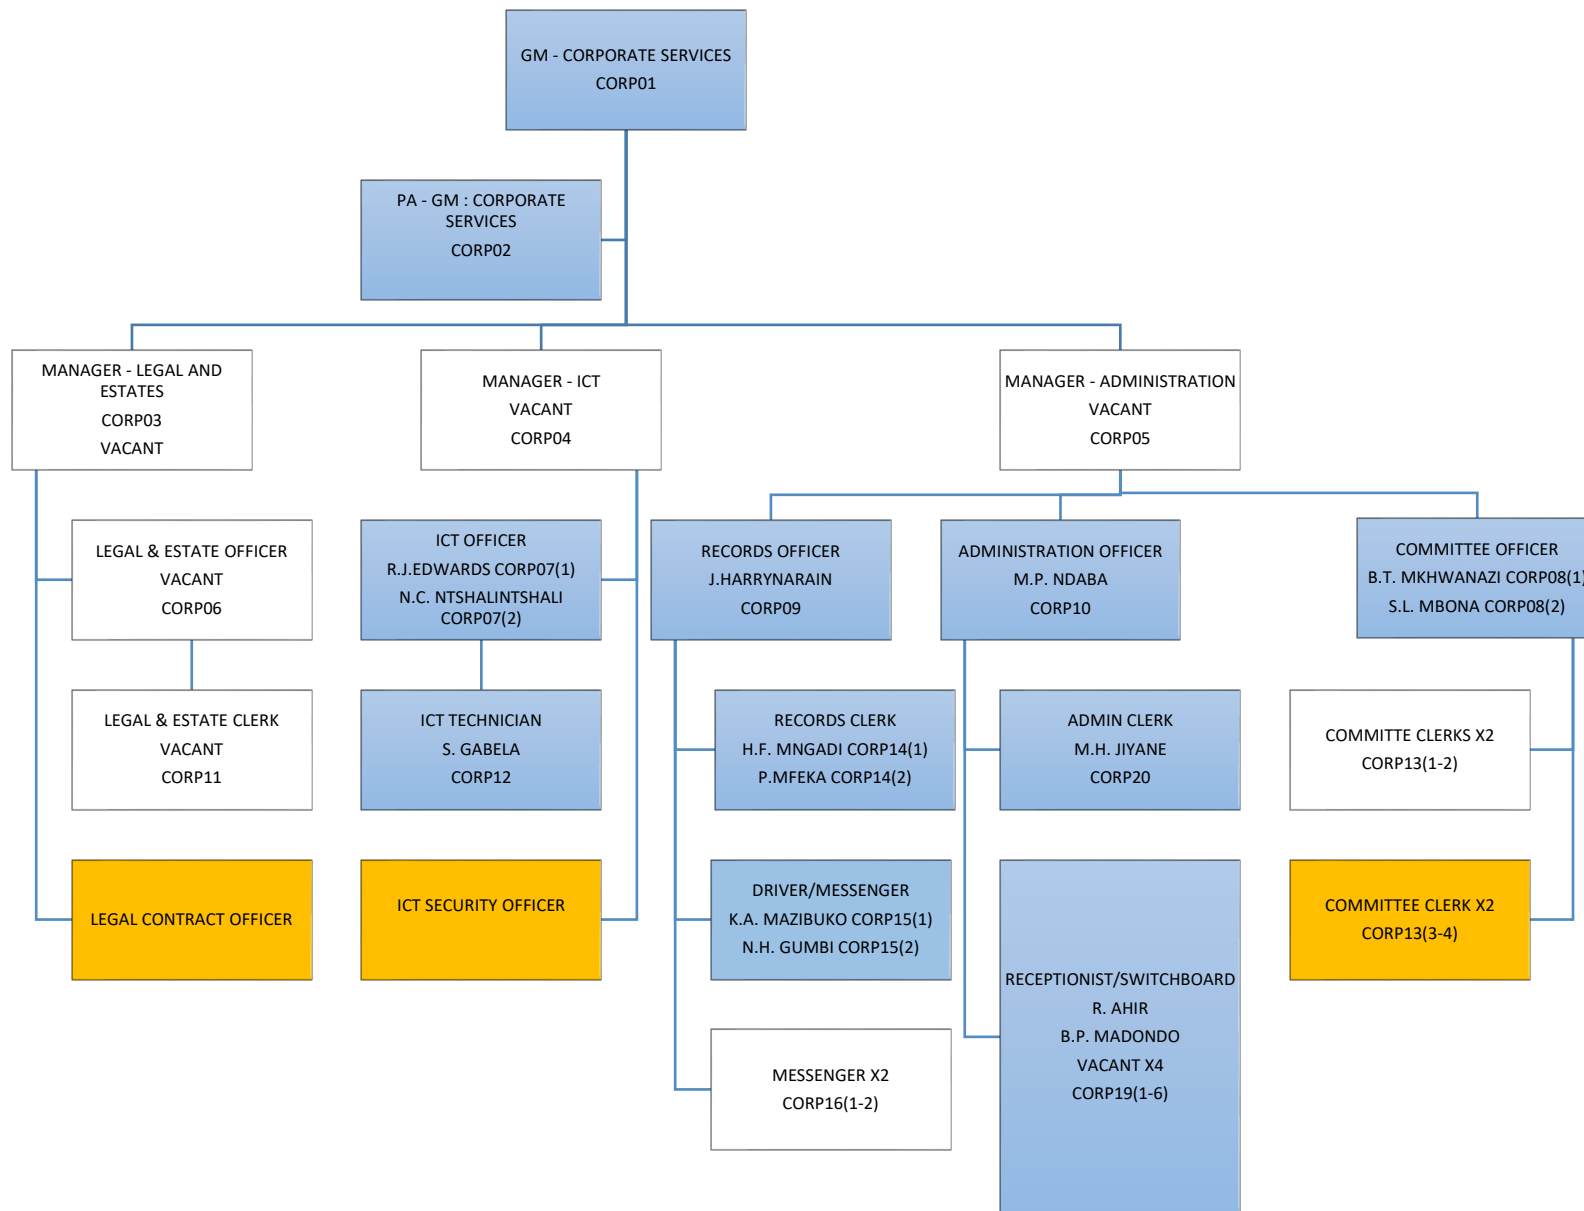 GM - CORPORATE SERVICES
CORP01
PA - GM : CORPORATE
SERVICES
CORP02
MANAGER - LEGAL AND
ESTATES
CORP03
VACANT
MANAGER - ICT
VACANT
CORP04
MANAGER - ADMINISTRATION
VACANT
CORP05
LEGAL & ESTATE OFFICER
VACANT
CORP06
ICT OFFICER
R.J.EDWARDS CORP07(1)
N.C. NTSHALINTSHALI
CORP07(2)
RECORDS OFFICER
J.HARRYNARAIN
CORP09
ADMINISTRATION OFFICER
M.P. NDABA
CORP10
COMMITTEE OFFICER
B.T. MKHWANAZI CORP08(1)
S.L. MBONA CORP08(2)
LEGAL & ESTATE CLERK
VACANT
CORP11
ICT TECHNICIAN
S. GABELA
CORP12
RECORDS CLERK
H.F. MNGADI CORP14(1)
P.MFEKA CORP14(2)
ADMIN CLERK
M.H. JIYANE
CORP20
COMMITTE CLERKS X2
CORP13(1-2)
LEGAL CONTRACT OFFICER
ICT SECURITY OFFICER
DRIVER/MESSENGER
K.A. MAZIBUKO CORP15(1)
N.H. GUMBI CORP15(2)
RECEPTIONIST/SWITCHBOARD
R. AHIR
B.P. MADONDO
VACANT X4
CORP19(1-6)
COMMITTEE CLERK X2
CORP13(3-4)
MESSENGER X2
CORP16(1-2)